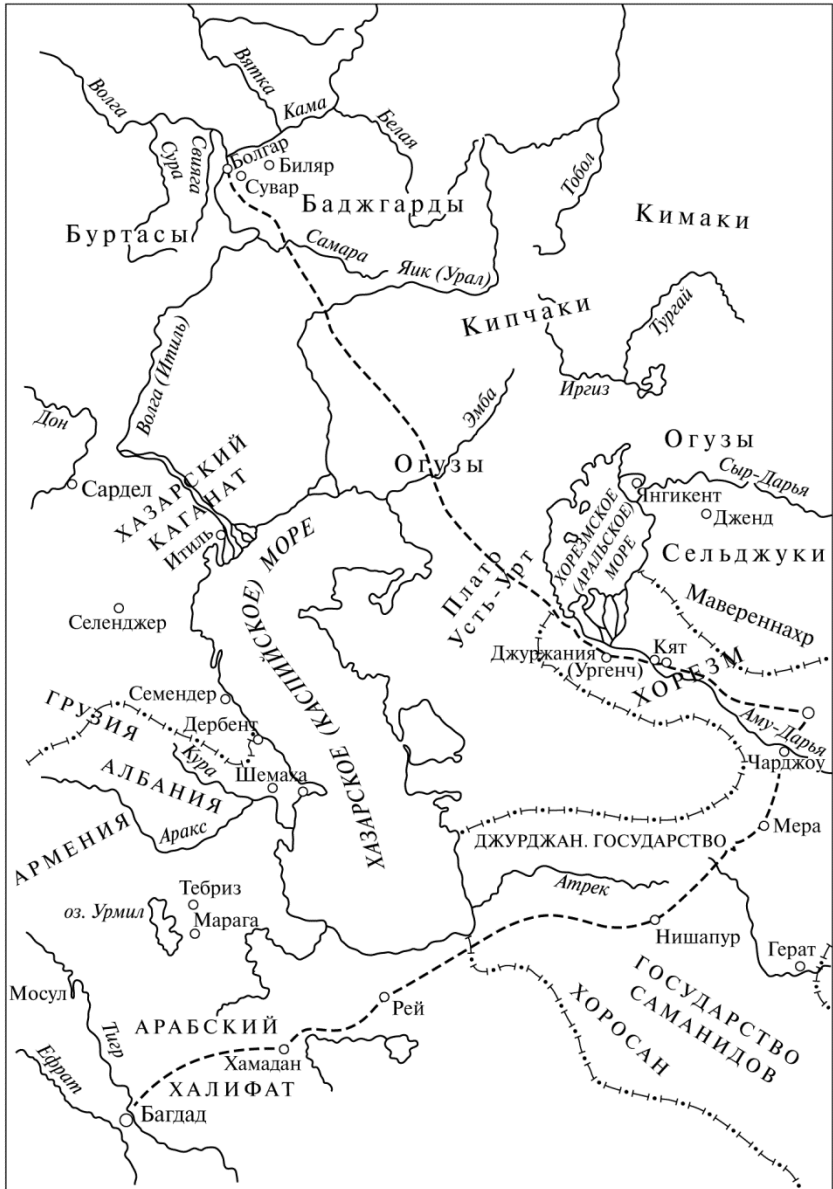 Вятка
Волга
Кама
Белая
Сура
Свияга
Болгар
Биляр
Сувар
Тобол
Баджгарды
Кимаки
Буртасы
Самара
Яик (Урал)
Кипчаки
Тургай
Волга (Итиль)
Иргиз
Эмба
Дон
Огузы
Огузы
Сыр-Дарья
Сардел
ХАЗАРСКИЙ
КАГАНАТ
Янгикент
Дженд
Итиль
ХОРЕЗМСКОЕ
(АРАЛЬСКОЕ)
МОРЕ
Сельджуки
Плато
Усть-Урт
Мавереннахр
Селенджер
ХАЗАРСКОЕ (КАСПИЙСКОЕ) МОРЕ
Джуржания
(Ургенч)
Кят
ХОРЕЗМ
Семендер
ГРУЗИЯ
Дербент
Аму-Дарья
Кура
Чарджоу
Шемаха
АЛБАНИЯ
АРМЕНИЯ
Аракс
ДЖУРДЖАН. ГОСУДАРСТВО
Мера
Атрек
Тебриз
оз. Урмил
Марага
Нишапур
Герат
Мосул
Рей
ГОСУДАРСТВО
САМАНИДОВ
ХОРОСАН
Тигр
АРАБСКИЙ
Хамадан
Ефрат
ХАЛИФАТ
Багдад